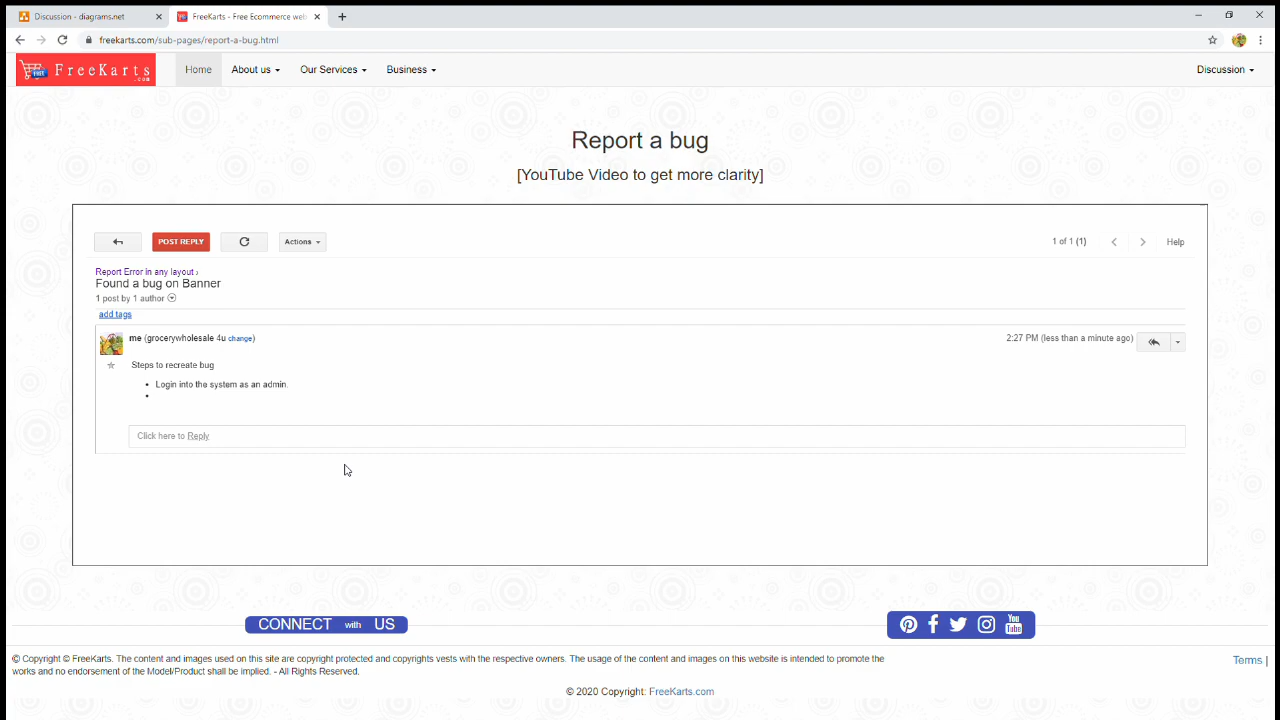 Discussion - diagrams.net
FreeKarts - Free Ecommerce web
freekarts.com/sub-pages/report-a-bug.html
FREE FreeKarts .com
Home About us Our Services Business Discussion
Report a bug
[YouTube Video to get more clarity]
POST REPLY Actions 1 of 1 (1) Help
Report Error in any layout ›
Found a bug on Banner
1 post by 1 author
add tags
me (grocerywholesale 4u change) 2:27 PM (less than a minute ago)
Steps to recreate bug
• Login into the system as an admin.
•
Click here to Reply
CONNECT with US
You Tube
© Copyright © FreeKarts. The content and images used on this site are copyright protected and copyrights vests with the respective owners. The usage of the content and images on this website is intended to promote the
works and no endorsement of the Model/Product shall be implied. - All Rights Reserved.
Terms |
© 2020 Copyright: FreeKarts.com